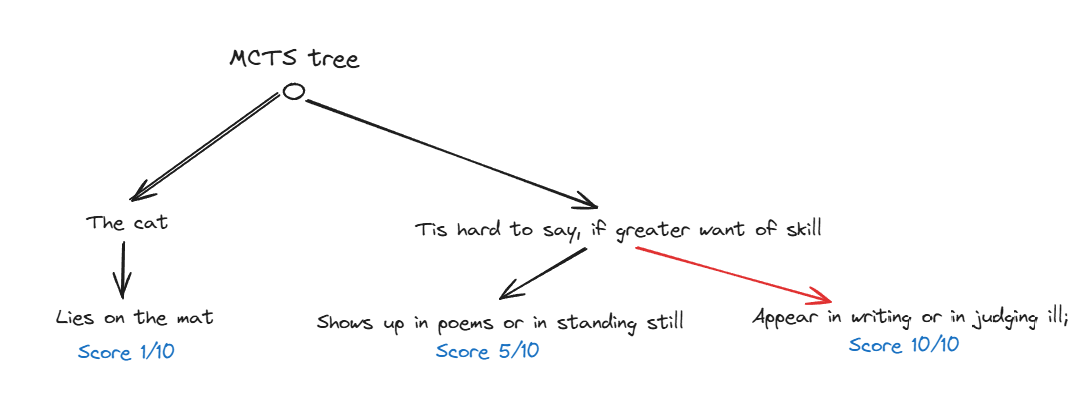 MCTS tree
The cat
Tis hard to say, if greater want of skill
Lies on the mat
Shows up in poems or in standing still
Appear in writing or in judging ill;
Score 1/10
Score 5/10
Score 10/10